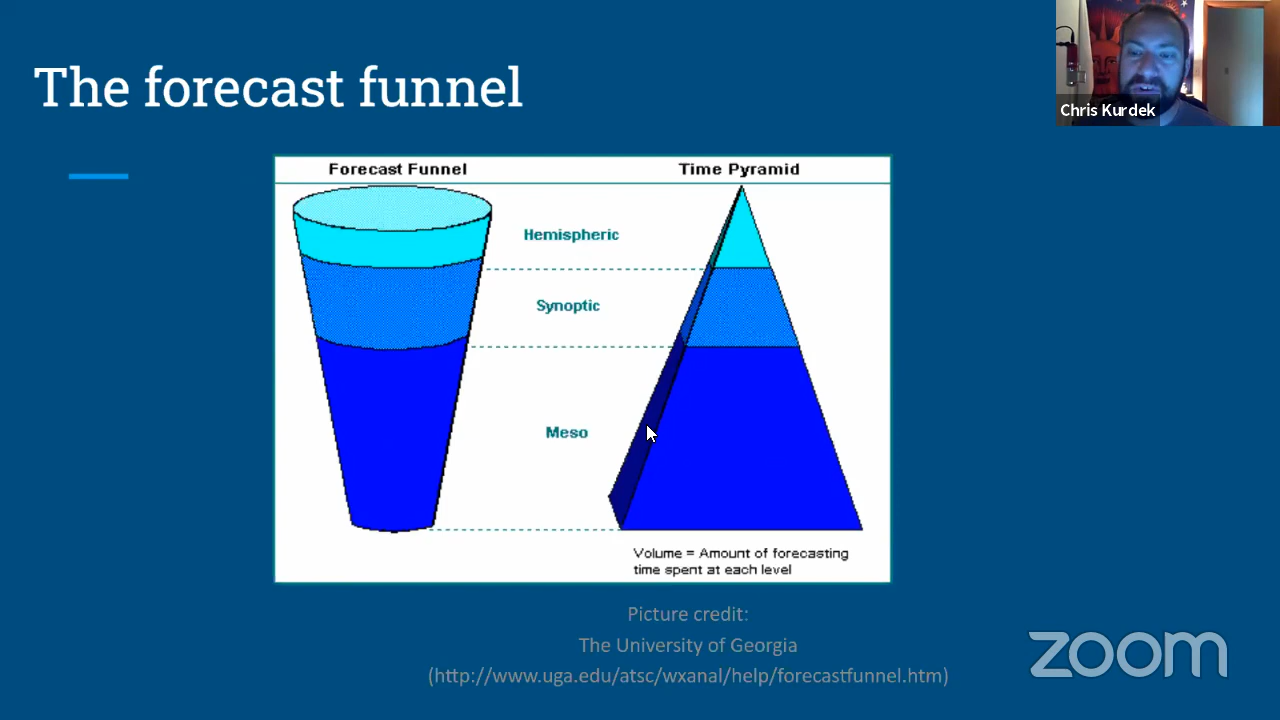 The forecast funnel
Chris Kurdek
Forecast Funnel
Time Pyramid
Hemispheric
Synoptic
Meso
Volume = Amount of forecasting
time spent at each level
Picture credit:
The University of Georgia
(http://www.uga.edu/atsc/wxanal/help/forecastfunnel.htm)
zoom